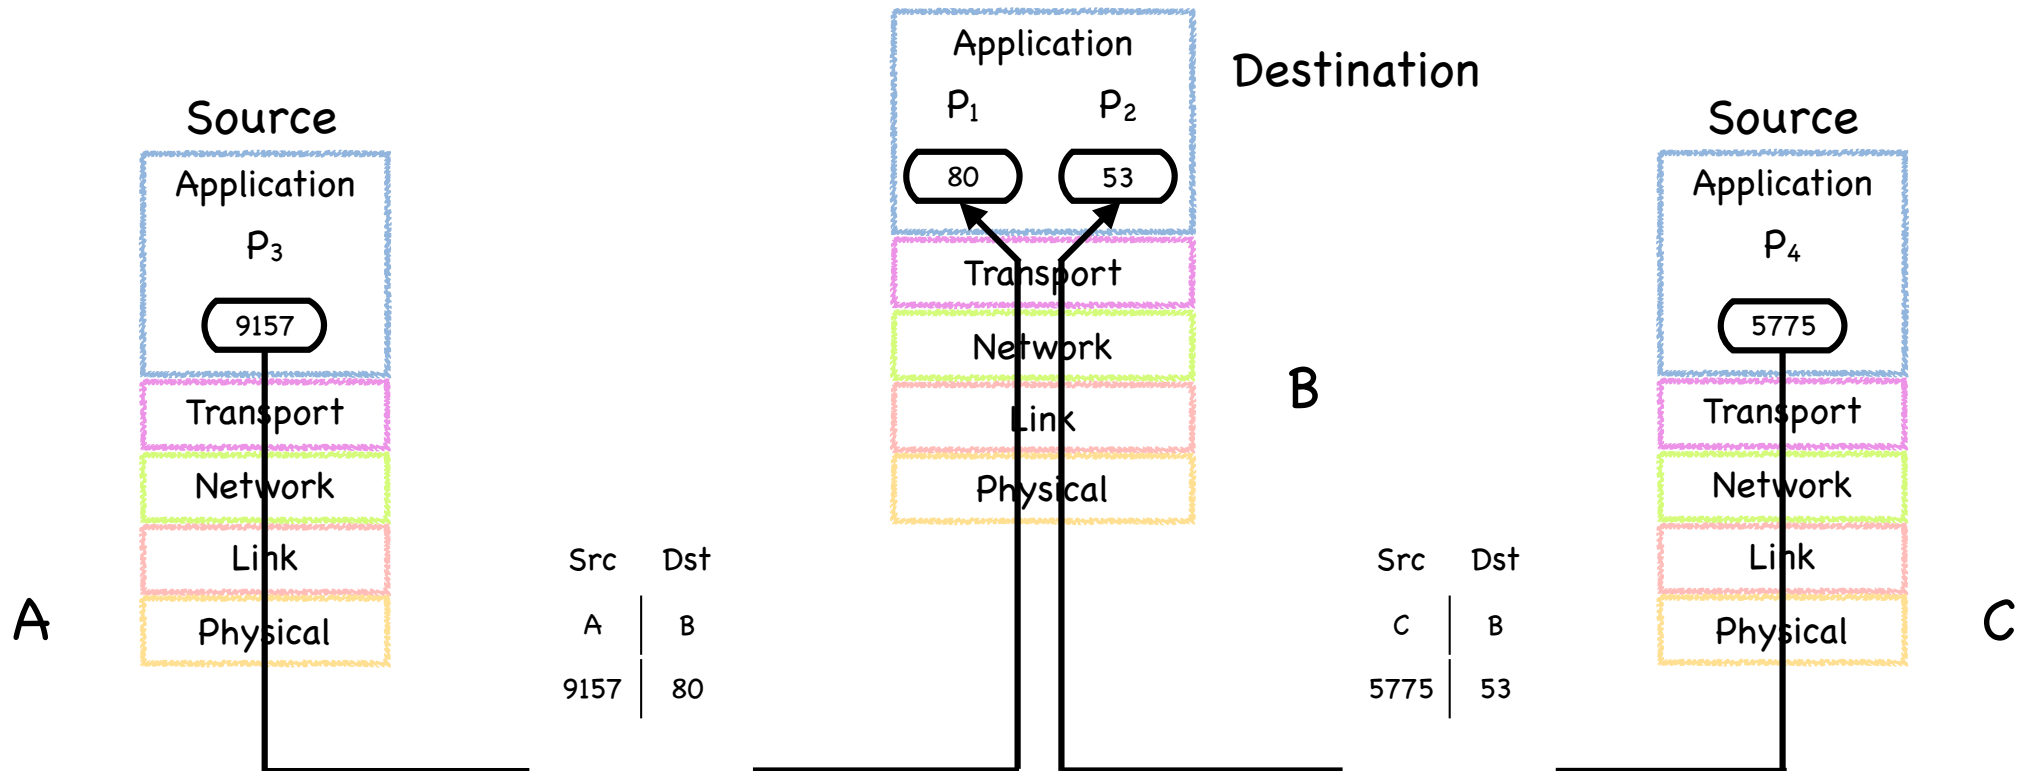 Source
Application
P3
9157
Transport
Network
Link
Physical
A
Src Dst
A B
9157 80
Application
P1 P2
80 53
Transport
Network
Link
Physical
Destination
B
Src Dst
C B
5775 53
Source
Application
P4
5775
Transport
Network
Link
Physical
C